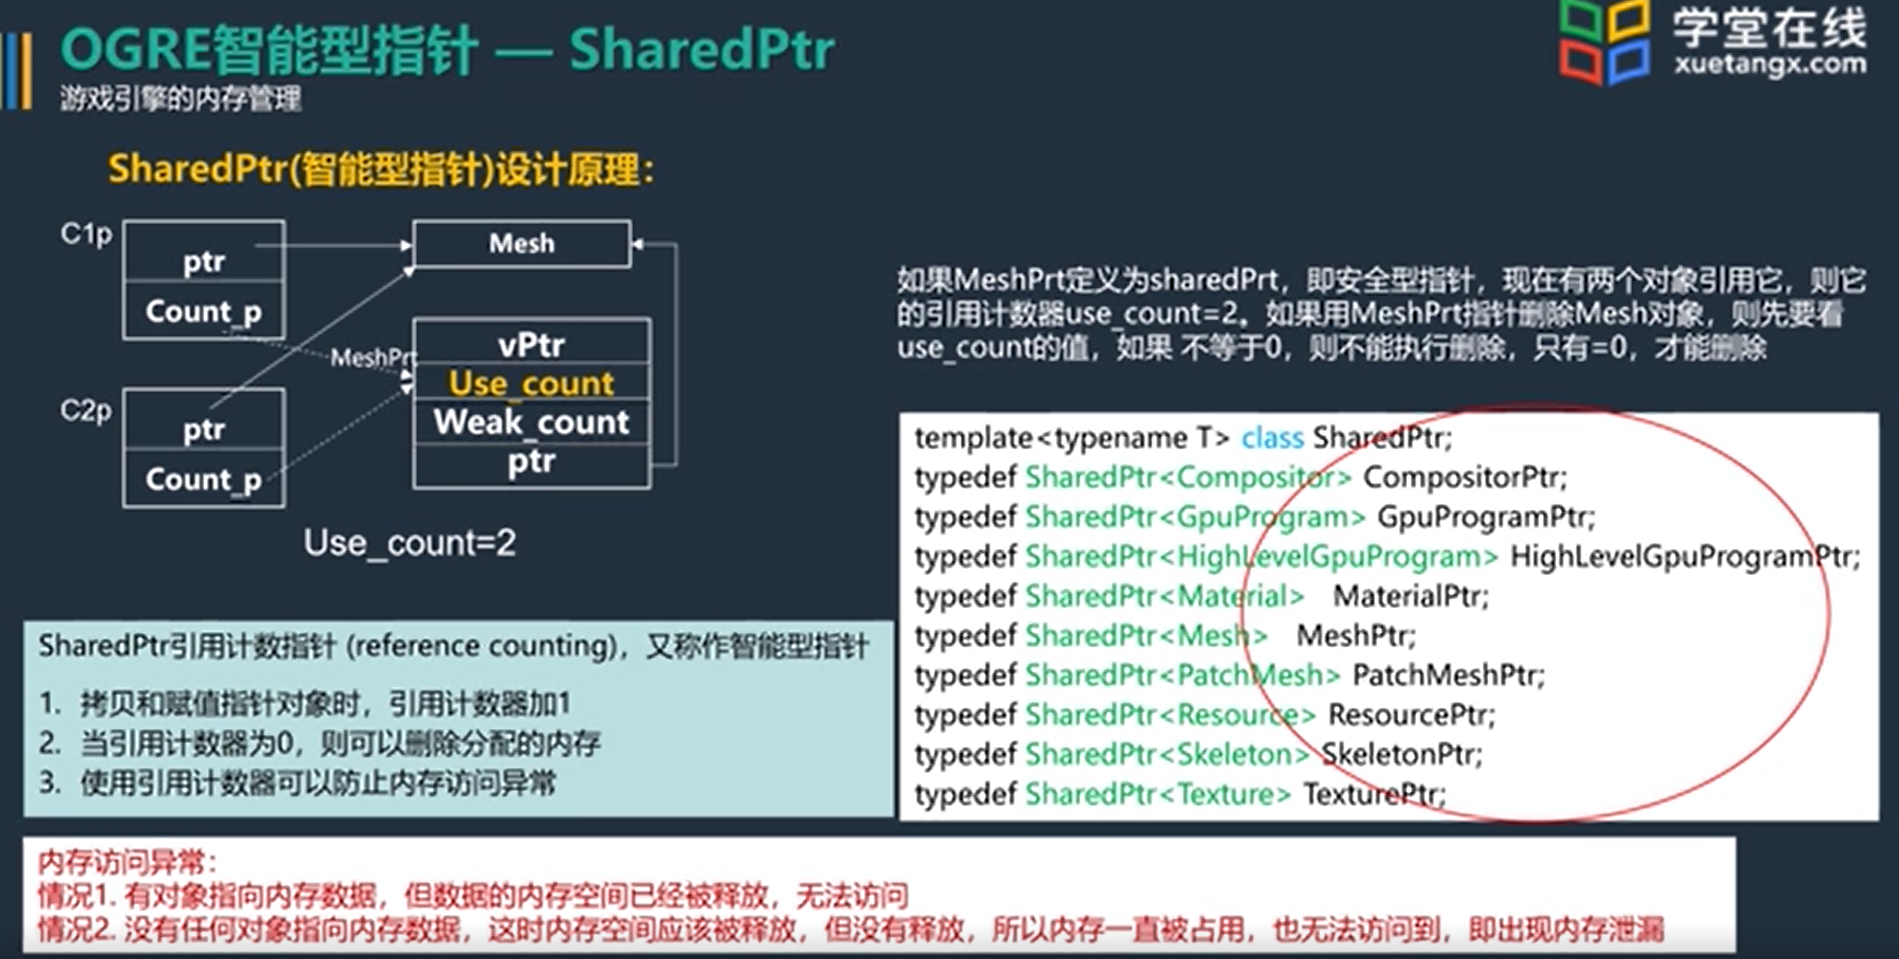 OGRE智能型指针 — SharedPtr
游戏引擎的内存管理
学堂在线
xuetangx.com
SharedPtr(智能型指针)设计原理：
C1p
ptr
Count_p
Mesh
MeshPrt
vPtr
Use_count
Weak_count
ptr
C2p
ptr
Count_p
Use_count=2
如果MeshPrt定义为sharedPrt，即安全型指针，现在有两个对象引用它，则它
的引用计数器use_count=2。如果用MeshPrt指针删除Mesh对象，则先要看
use_count的值，如果 不等于0，则不能执行删除，只有=0，才能删除
template<typename T> class SharedPtr;
typedef SharedPtr<Compositor> CompositorPtr;
typedef SharedPtr<GpuProgram> GpuProgramPtr;
typedef SharedPtr<HighLevelGpuProgram> HighLevelGpuProgramPtr;
typedef SharedPtr<Material> MaterialPtr;
typedef SharedPtr<Mesh> MeshPtr;
typedef SharedPtr<PatchMesh> PatchMeshPtr;
typedef SharedPtr<Resource> ResourcePtr;
typedef SharedPtr<Skeleton> SkeletonPtr;
typedef SharedPtr<Texture> TexturePtr;
SharedPtr引用计数指针 (reference counting)，又称作智能型指针
1. 拷贝和赋值指针对象时，引用计数器加1
2. 当引用计数器为0，则可以删除分配的内存
3. 使用引用计数器可以防止内存访问异常
内存访问异常：
情况1. 有对象指向内存数据，但数据的内存空间已经被释放，无法访问
情况2. 没有任何对象指向内存数据，这时内存空间应该被释放，但没有释放，所以内存一直被占用，也无法访问到，即出现内存泄漏